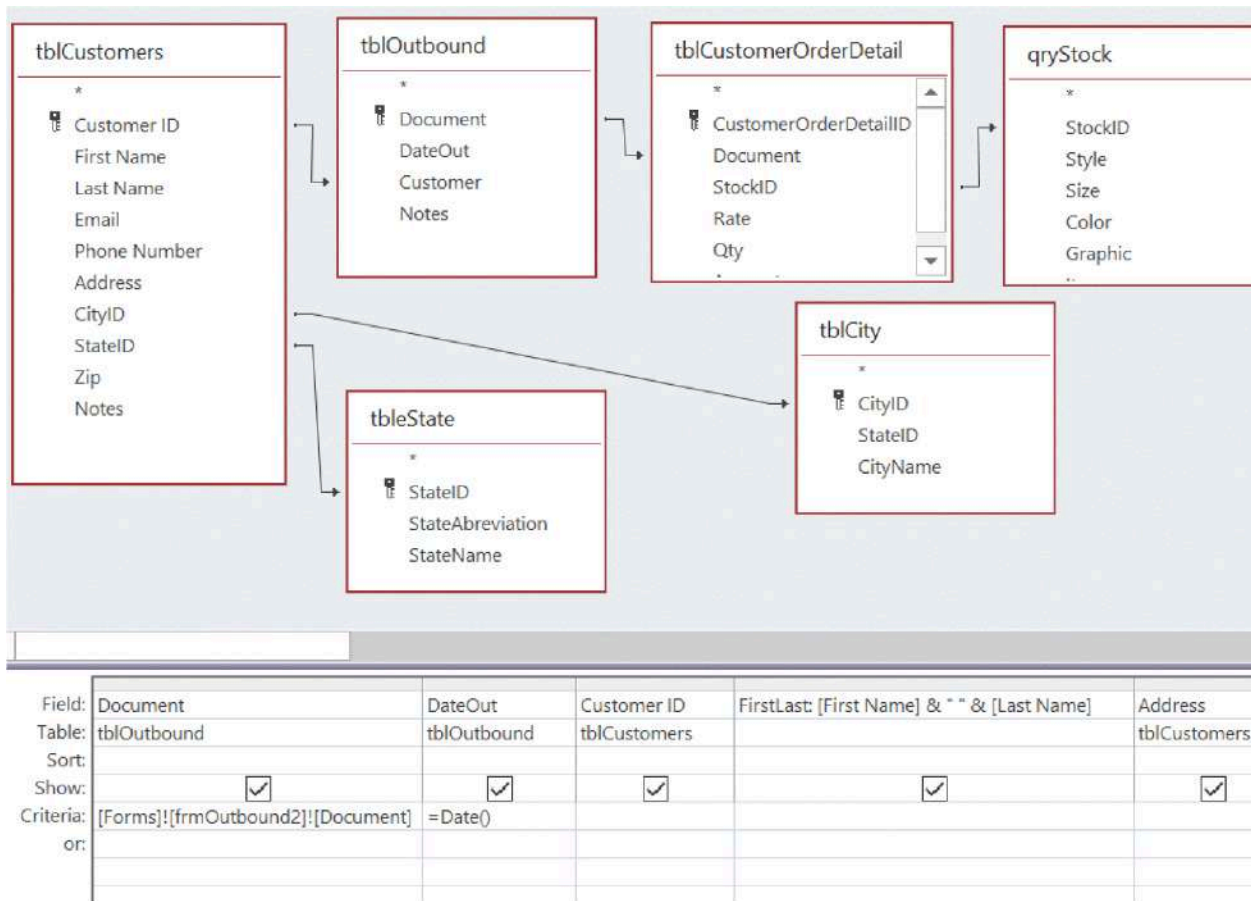 tblCustomers
*
Customer ID
First Name
Last Name
Email
Phone Number
Address
CityID
StateID
Zip
Notes
tblOutbound
*
Document
DateOut
Customer
Notes
tblCustomerOrderDetail
*
CustomerOrderDetailID
Document
StockID
Rate
Qty
qryStock
*
StockID
Style
Size
Color
Graphic
tblCity
*
CityID
StateID
CityName
tbleState
*
StateID
StateAbreviation
StateName
Field: Document DateOut Customer ID FirstLast: [First Name] & " " & [Last Name] Address
Table: tblOutbound tblOutbound tblCustomers tblCustomers
Sort:
Show:
Criteria: [Forms]![frmOutbound2]![Document] =Date()
or: